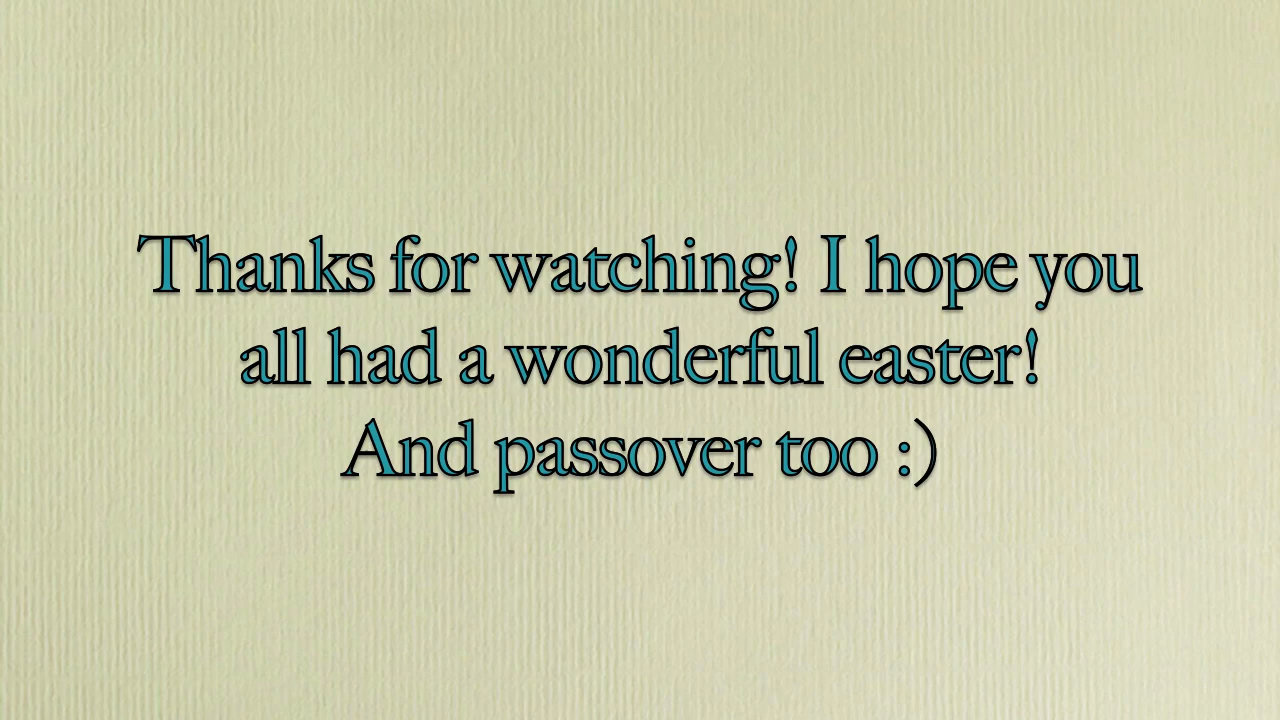 Thanks for watching! I hope you
all had a wonderful easter!
And passover too :)